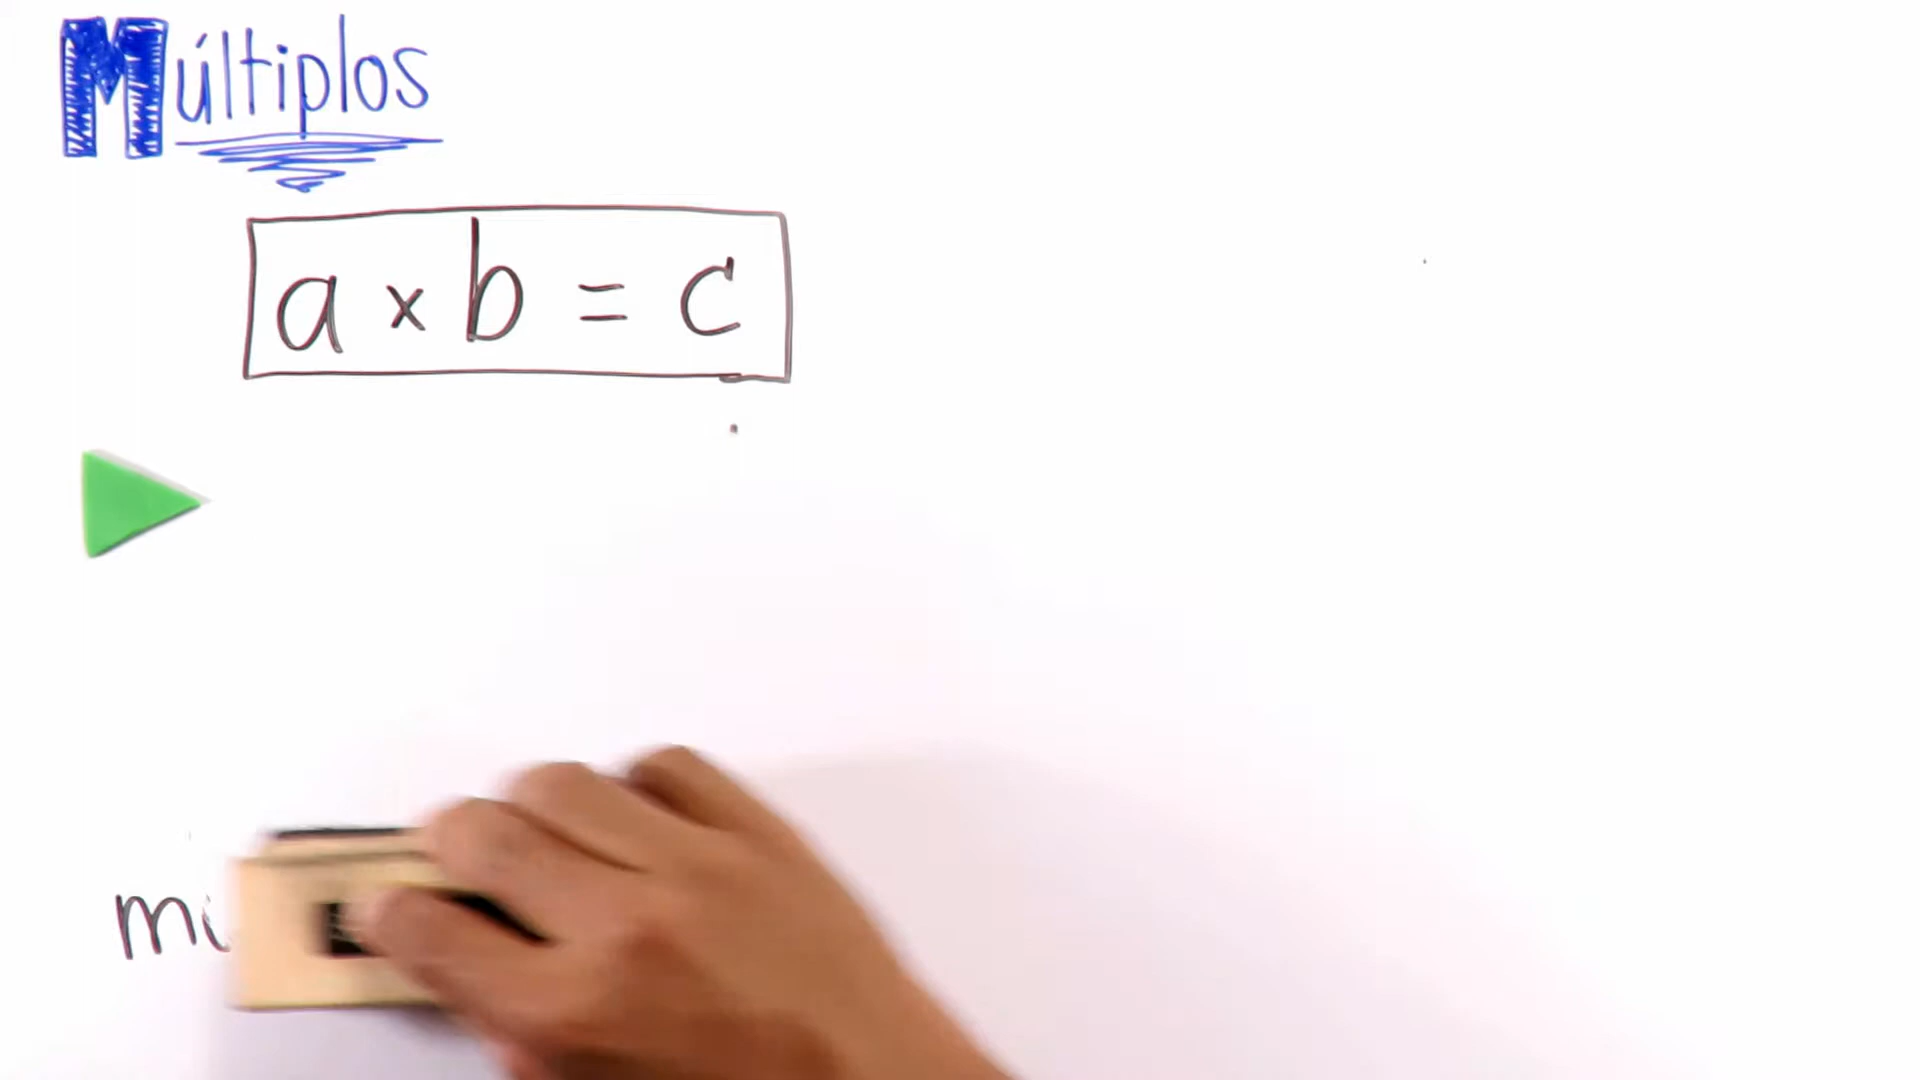 Múltiplos
a × b = c